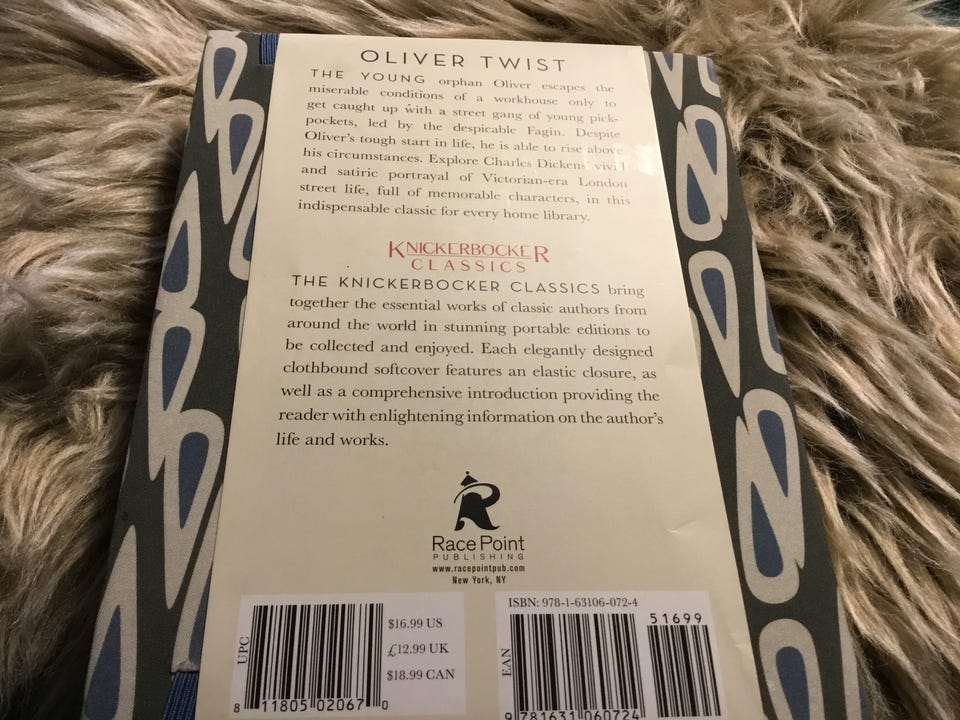 OLIVER TWIST
THE YOUNG orphan Oliver escapes the
miserable conditions of a workhouse only to
get caught up with a street gang of young pick-
pockets, led by the despicable Fagin. Despite
Oliver's tough start in life, he is able to rise above
his circumstances. Explore Charles Dickens' vivid
and satiric portrayal of Victorian-era London
street life, full of memorable characters, in this
indispensable classic for every home library.
KNICKERBOCKER
CLASSICS
THE KNICKERBOCKER CLASSICS bring
together the essential works of classic authors from
around the world in stunning portable editions to
be collected and enjoyed. Each elegantly designed
clothbound softcover features an elastic closure, as
well as a comprehensive introduction providing the
reader with enlightening information on the author's
life and works.
R
Race Point
PUBLISHING
www.racepointpub.com
New York, NY
UPC
$16.99 US
£12.99 UK
$18.99 CAN
8 11805 02067 0
ISBN: 978-1-63106-072-4
51699
EAN
9 781631 060724